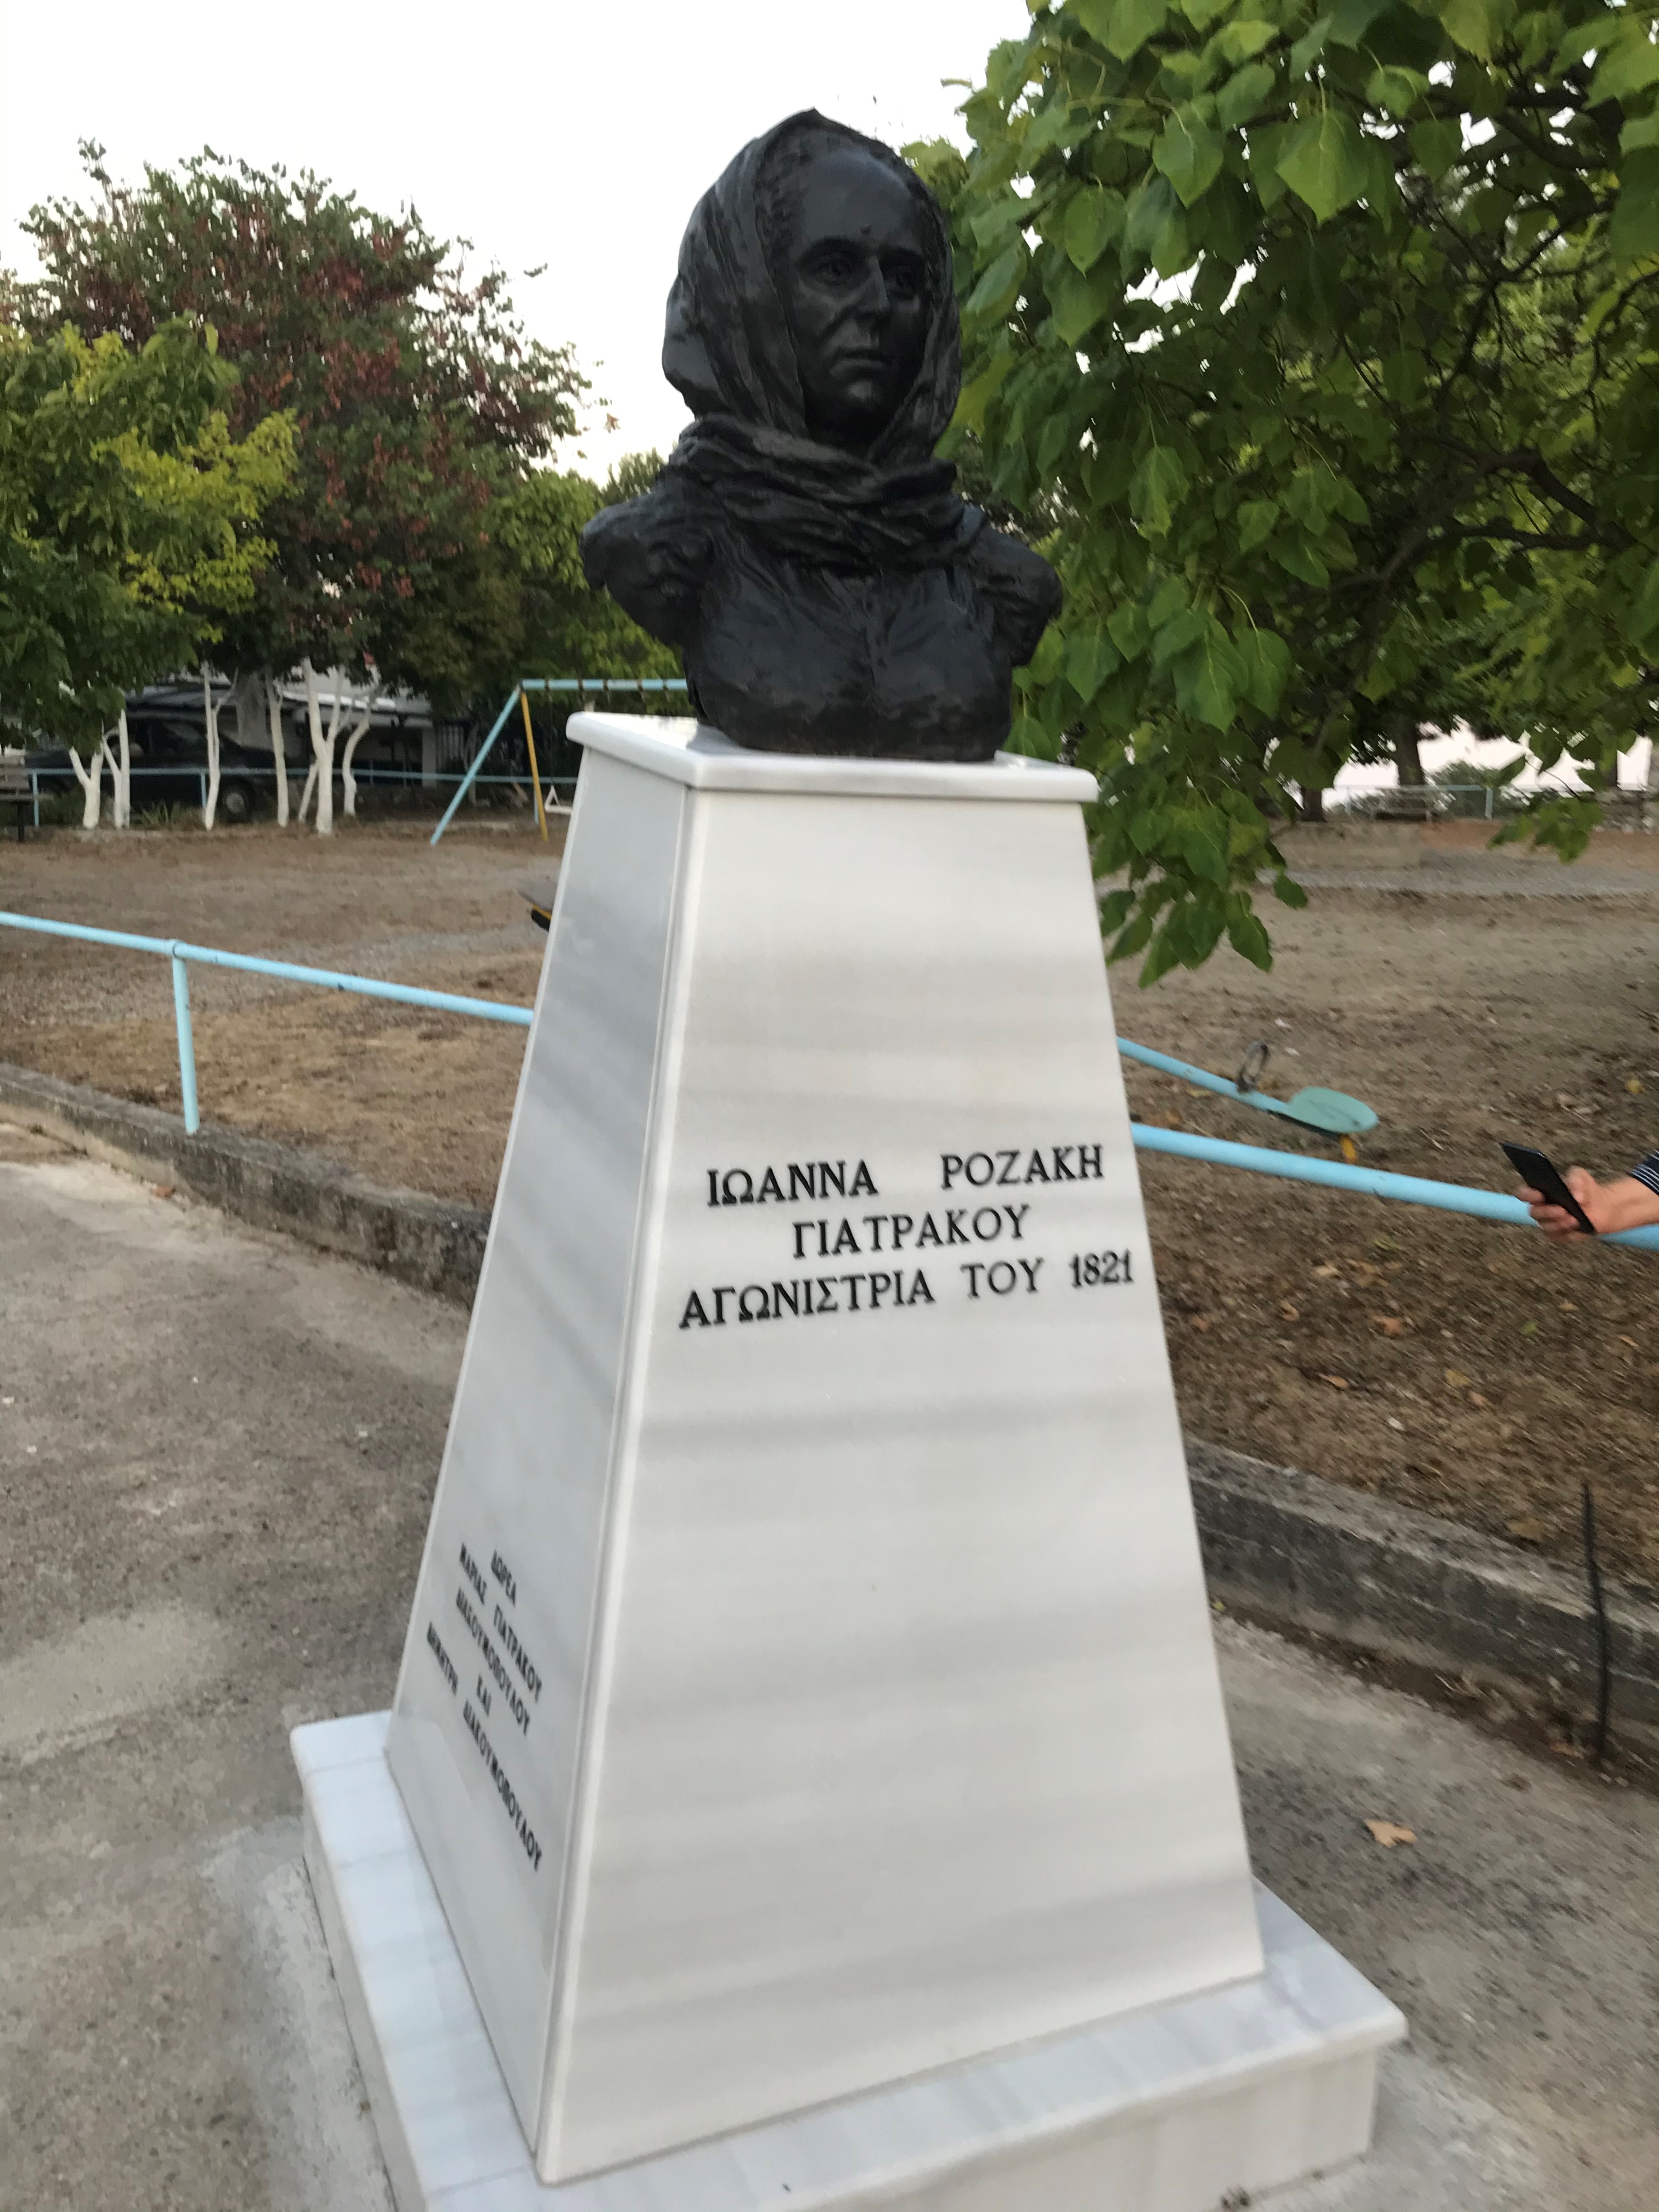 ΙΩΑΝΝΑ ΡΟΖΑΚΗ
ΓΙΑΤΡΑΚΟΥ
ΑΓΩΝΙΣΤΡΙΑ ΤΟΥ 1821
ΔΩΡΕΑ
ΜΑΡΙΑΣ ΓΙΑΤΡΑΚΟΥ
ΔΙΑΚΟΥΜΟΠΟΥΛΟΥ
ΚΑΙ
ΔΗΜΗΤΡΗ ΔΙΑΚΟΥΜΟΠΟΥΛΟΥ